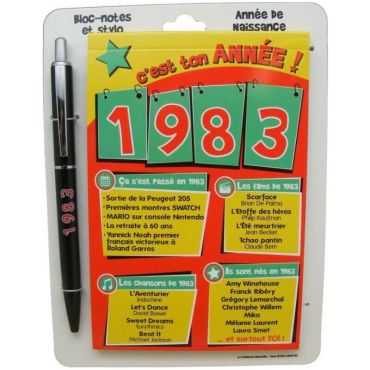 Bloc-notes
et stylo
Année de
Naissance
c'est ton ANNÉE !
1983
1983
Ça s'est passé en 1983
- Sortie de la Peugeot 205
- Premières montres SWATCH
- MARIO sur console Nintendo
- La retraite à 60 ans
- Yannick Noah premier
français victorieux à
Roland Garros
Les films de 1983
Scarface
Brian De Palma
L'Etoffe des héros
Philip Kaufman
L'Été meurtrier
Jean Becker
Tchao pantin
Claude Berri
Les chansons de 1983
L'Aventurier
Indochine
Let's Dance
David Bowie
Sweet Dreams
Eurythmics
Beat It
Michael Jackson
Ils sont nés en 1983
Amy Winehouse
Franck Ribéry
Grégory Lemarchal
Christophe Willem
Mika
Mélanie Laurent
Laura Smet
... et surtout TOI !